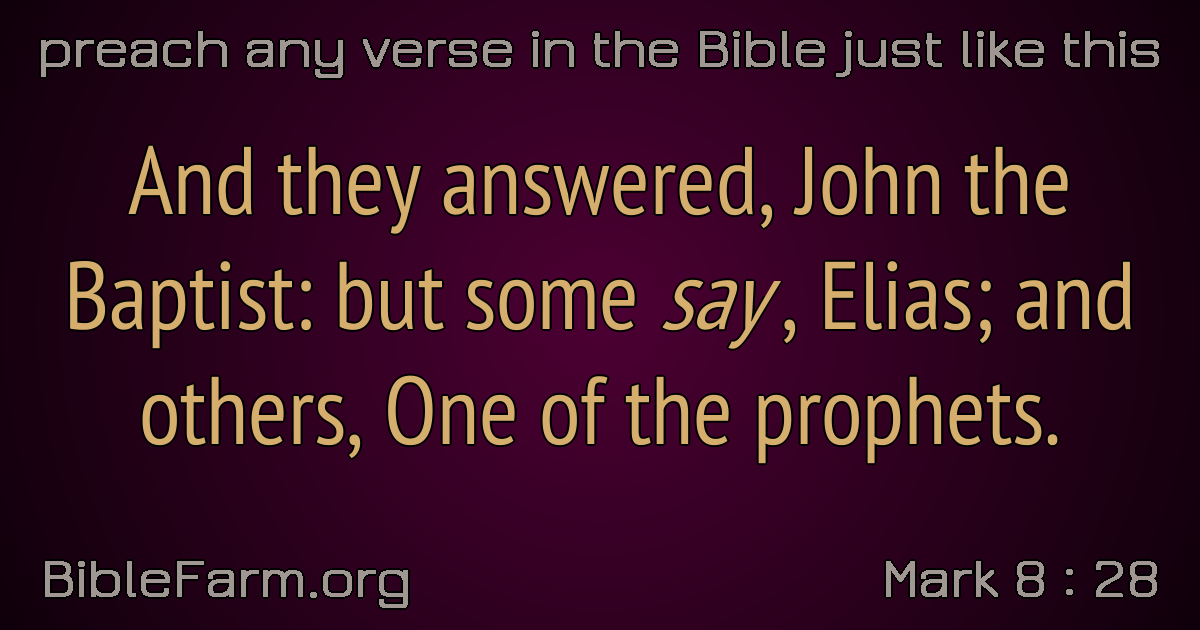 preach any verse in the Bible just like this
And they answered, John the
Baptist: but some say , Elias; and
others, One of the prophets.
BibleFarm.org
Mark 8 : 28